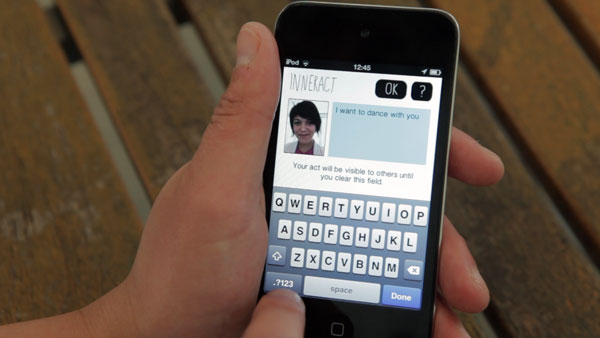 iPod 12:45
INNERACT OK ?
I want to dance with you
Your act will be visible to others until
you clear this field.
Q W E R T Y U I O P
A S D F G H J K L
Z X C V B N M
.?123 space Done